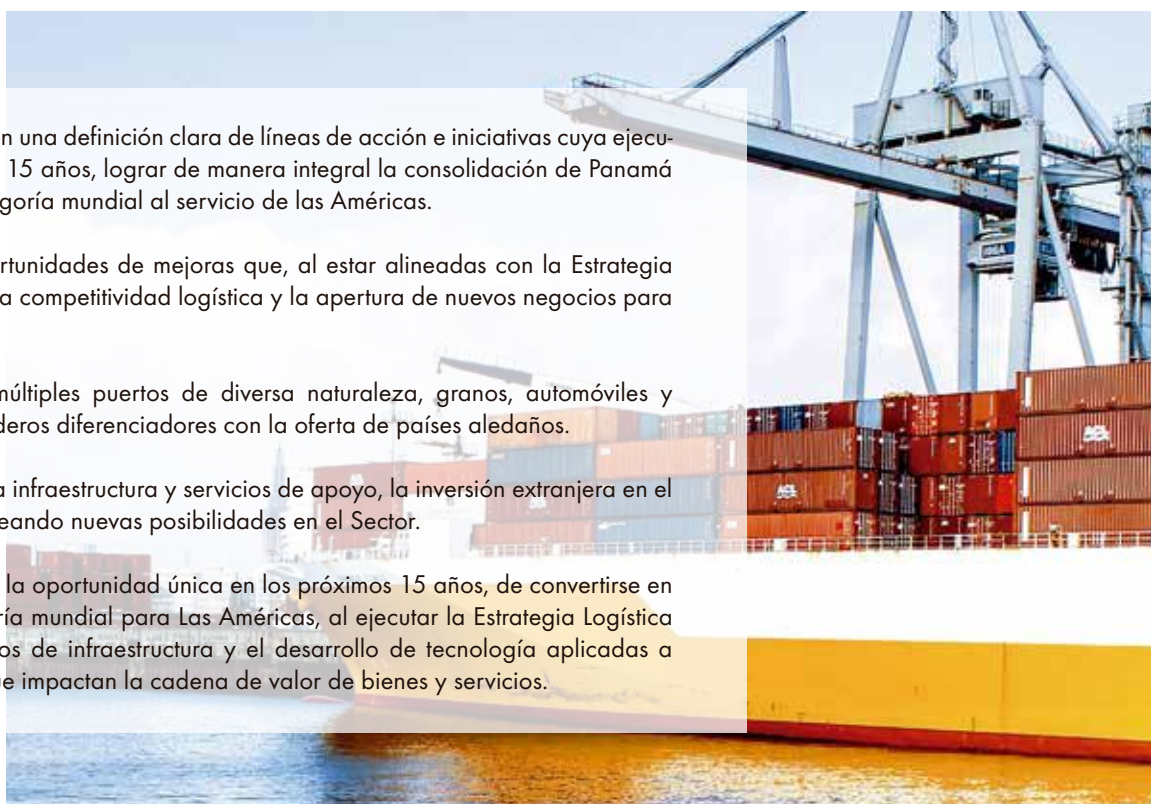 n una definición clara de líneas de acción e iniciativas cuya ejecu-
15 años, lograr de manera integral la consolidación de Panamá
goría mundial al servicio de las Américas.
rtunidades de mejoras que, al estar alineadas con la Estrategia
a competitividad logística y la apertura de nuevos negocios para
múltiples puertos de diversa naturaleza, granos, automóviles y
deros diferenciadores con la oferta de países aledaños.
a infraestructura y servicios de apoyo, la inversión extranjera en el
eando nuevas posibilidades en el Sector.
la oportunidad única en los próximos 15 años, de convertirse en
ría mundial para Las Américas, al ejecutar la Estrategia Logística
os de infraestructura y el desarrollo de tecnología aplicadas a
ue impactan la cadena de valor de bienes y servicios.